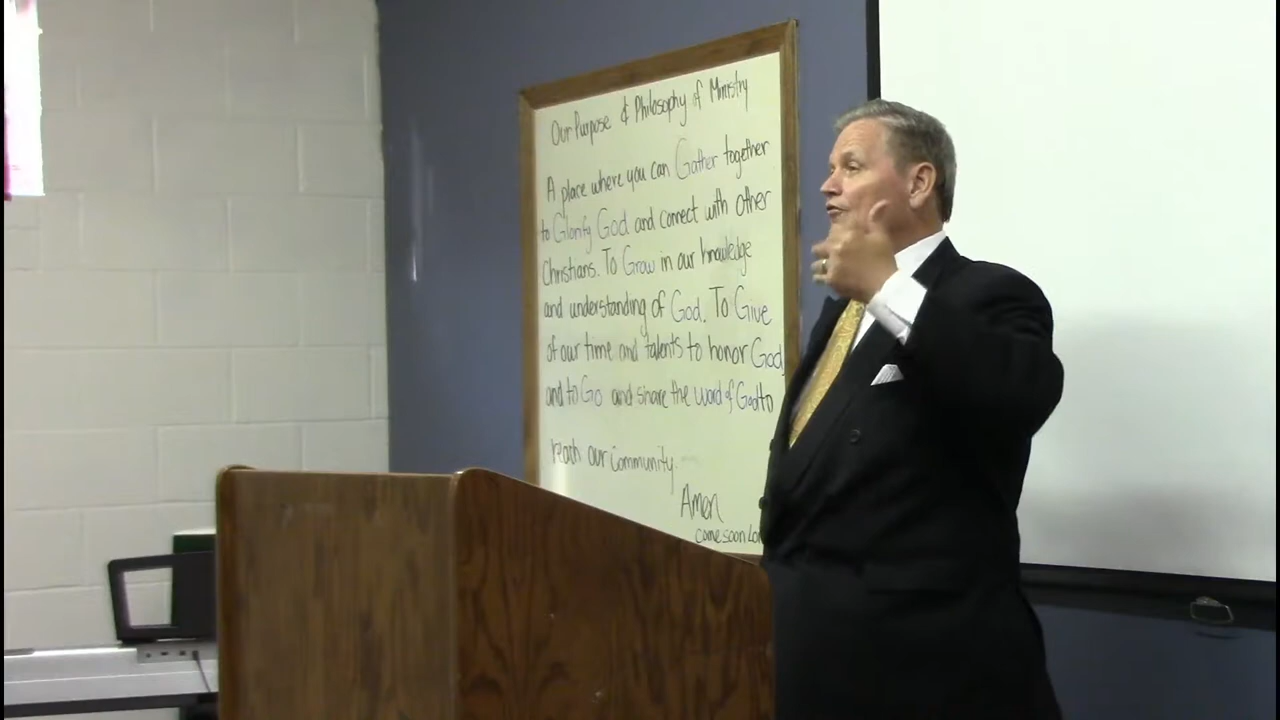 Our Purpose & Philosophy of Ministry
A place where you can Gather together
to Glorify God and connect with other
Christians. To Grow in our knowledge
and understanding of God. To Give
of our time and talents to honor God,
and to Go and share the word of God to
reach our Community.
Amen
come soon Lor